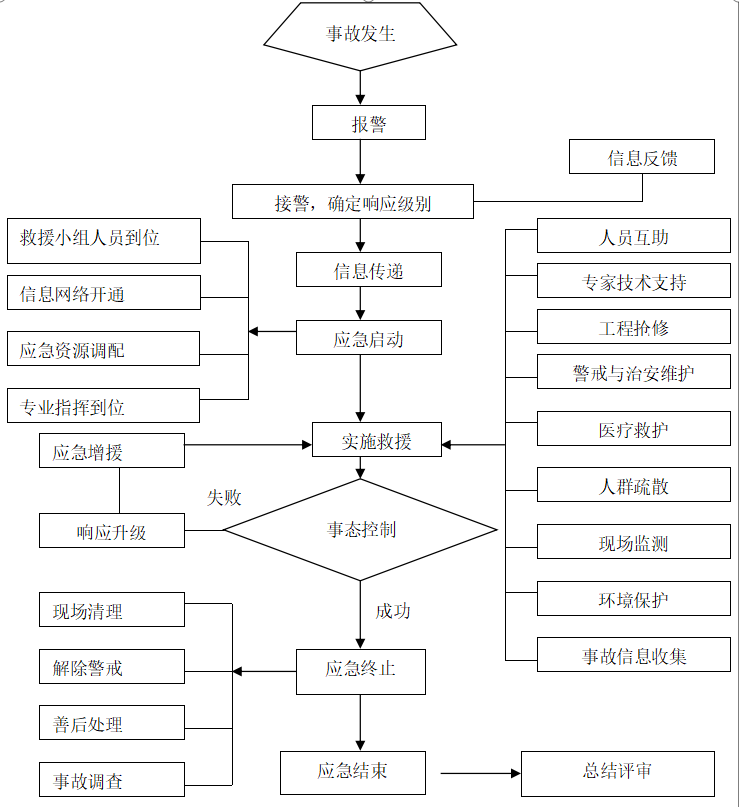 事故发生
报警
信息反馈
接警，确定响应级别
救援小组人员到位
人员互助
信息传递
专家技术支持
信息网络开通
工程抢修
应急启动
应急资源调配
警戒与治安维护
专业指挥到位
医疗救护
实施救援
应急增援
人群疏散
失败
事态控制
响应升级
现场监测
环境保护
现场清理
成功
事故信息收集
解除警戒
应急终止
善后处理
应急结束
总结评审
事故调查